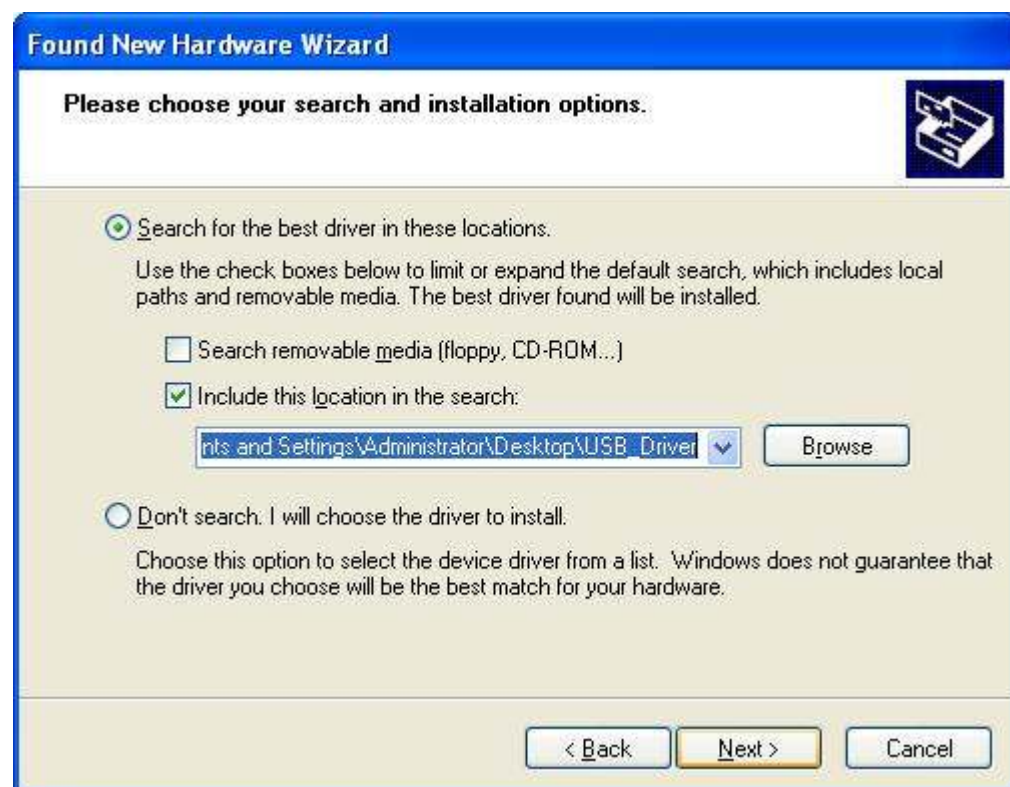 Found New Hardware Wizard
Please choose your search and installation options.
Search for the best driver in these locations.
Use the check boxes below to limit or expand the default search, which includes local
paths and removable media. The best driver found will be installed.
Search removable media (floppy, CD-ROM...)
Include this location in the search:
nts and Settings\Administrator\Desktop\USB_Driver
Browse
Don't search. I will choose the driver to install.
Choose this option to select the device driver from a list. Windows does not guarantee that
the driver you choose will be the best match for your hardware.
< Back
Next >
Cancel